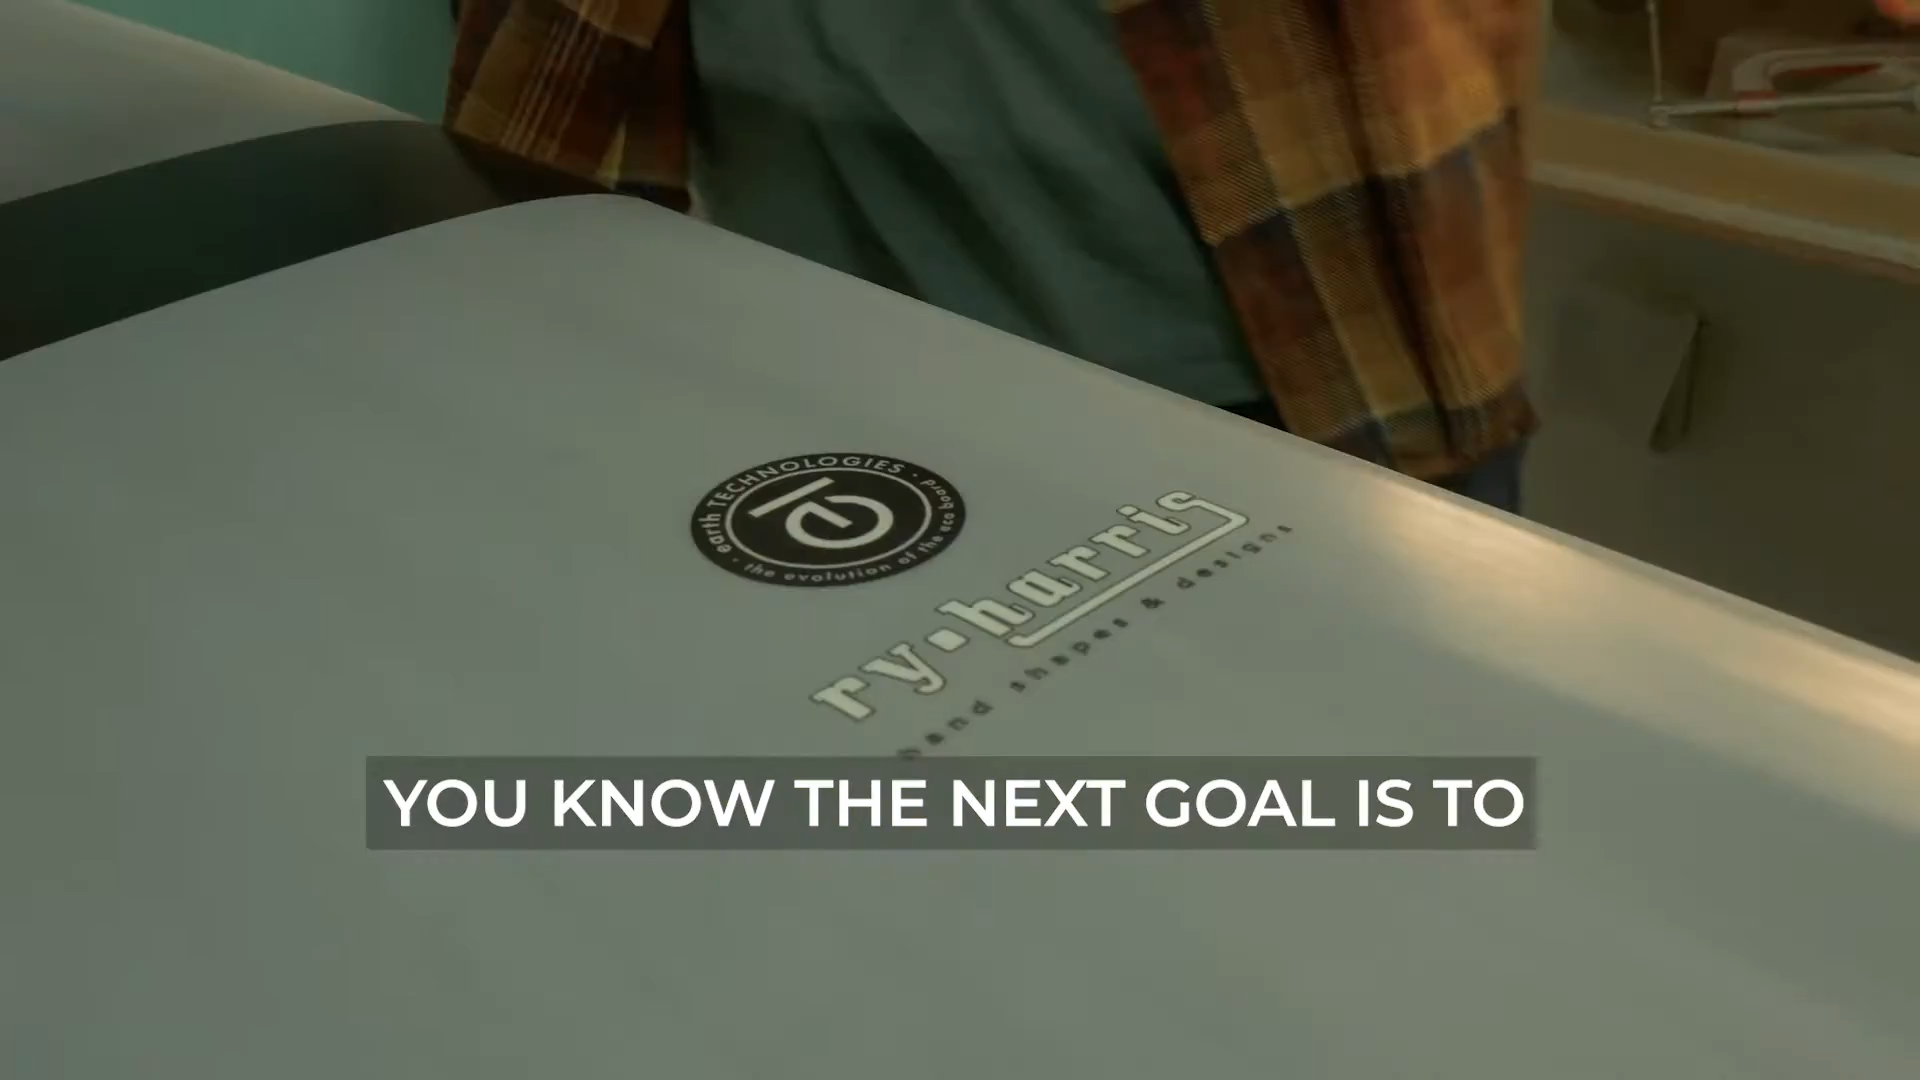 earth TECHNOLOGIES · the evolution of the eco board ·
ry·harris
hand shapes & designs
YOU KNOW THE NEXT GOAL IS TO